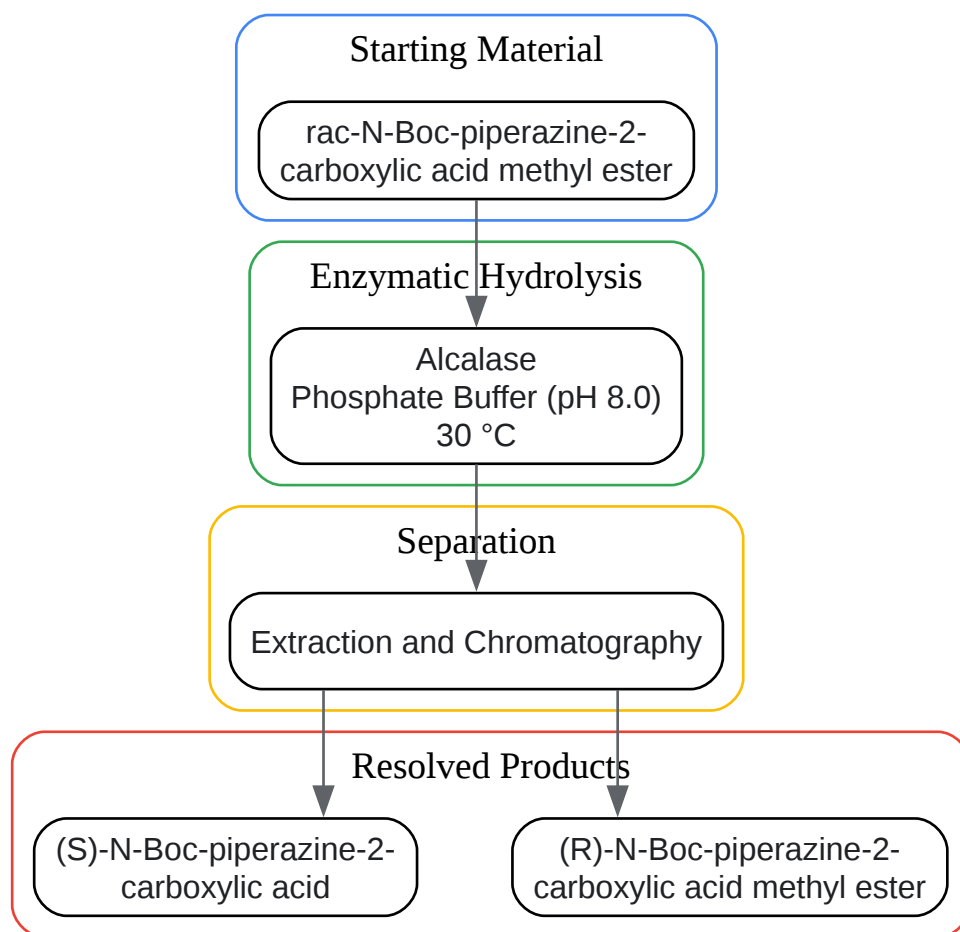 Starting Material
rac-N-Boc-piperazine-2-
carboxylic acid methyl ester
Enzymatic Hydrolysis
Alcalase
Phosphate Buffer (pH 8.0)
30 °C
Separation
Extraction and Chromatography
Resolved Products
(S)-N-Boc-piperazine-2-
carboxylic acid
(R)-N-Boc-piperazine-2-
carboxylic acid methyl ester